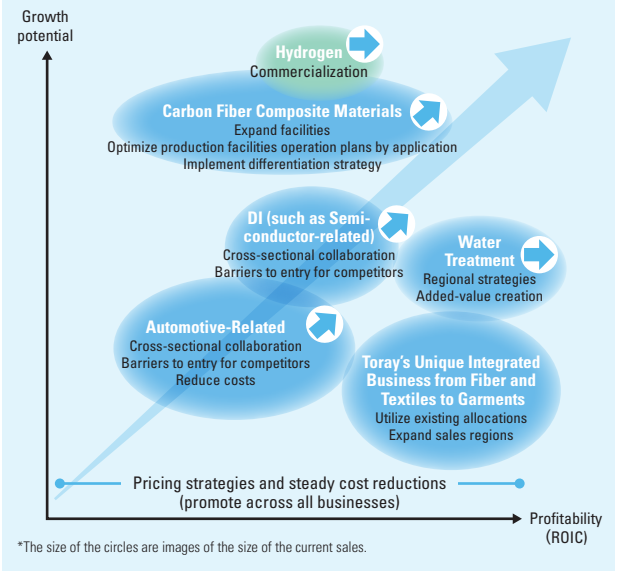 Growth
potential
Hydrogen
Commercialization
Carbon Fiber Composite Materials
Expand facilities
Optimize production facilities operation plans by application
Implement differentiation strategy
DI (such as Semi-
conductor-related)
Cross-sectional collaboration
Barriers to entry for competitors
Water
Treatment
Regional strategies
Added-value creation
Automotive-Related
Cross-sectional collaboration
Barriers to entry for competitors
Reduce costs
Toray's Unique Integrated
Business from Fiber and
Textiles to Garments
Utilize existing allocations
Expand sales regions
Pricing strategies and steady cost reductions
(promote across all businesses)
Profitability
(ROIC)
*The size of the circles are images of the size of the current sales.